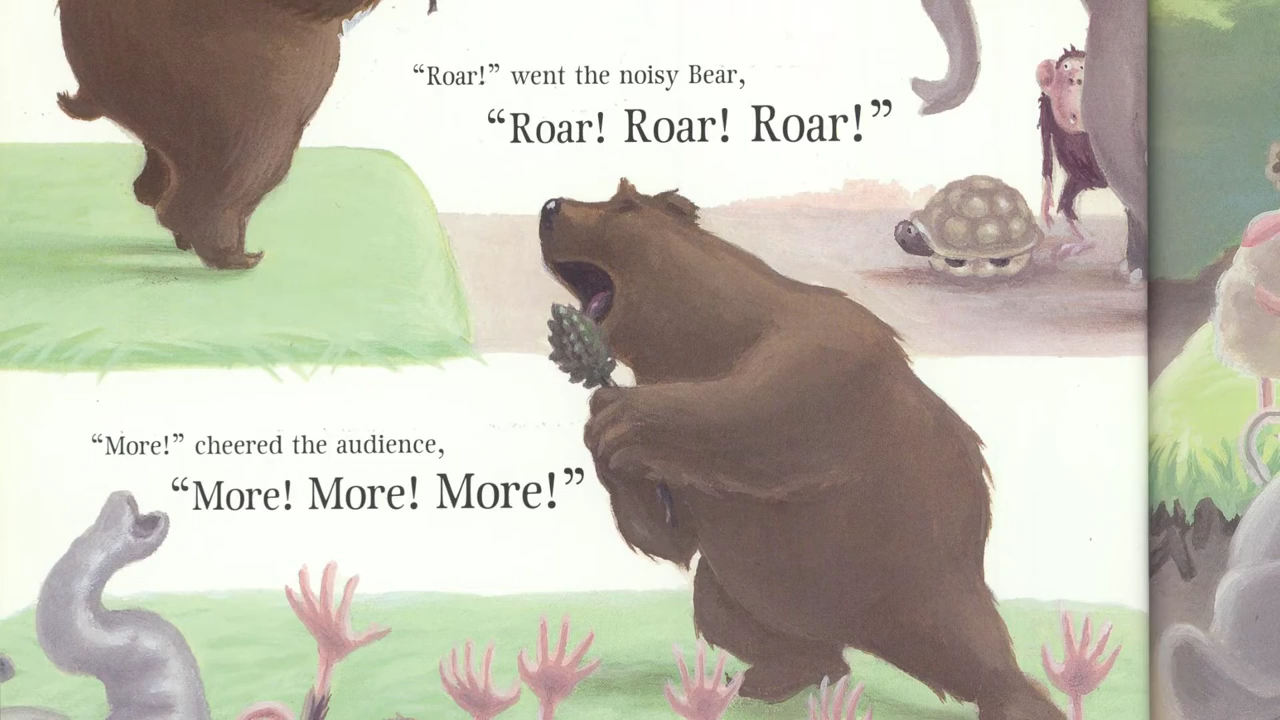 “Roar!” went the noisy Bear,
“Roar! Roar! Roar!”
“More!” cheered the audience,
“More! More! More!”